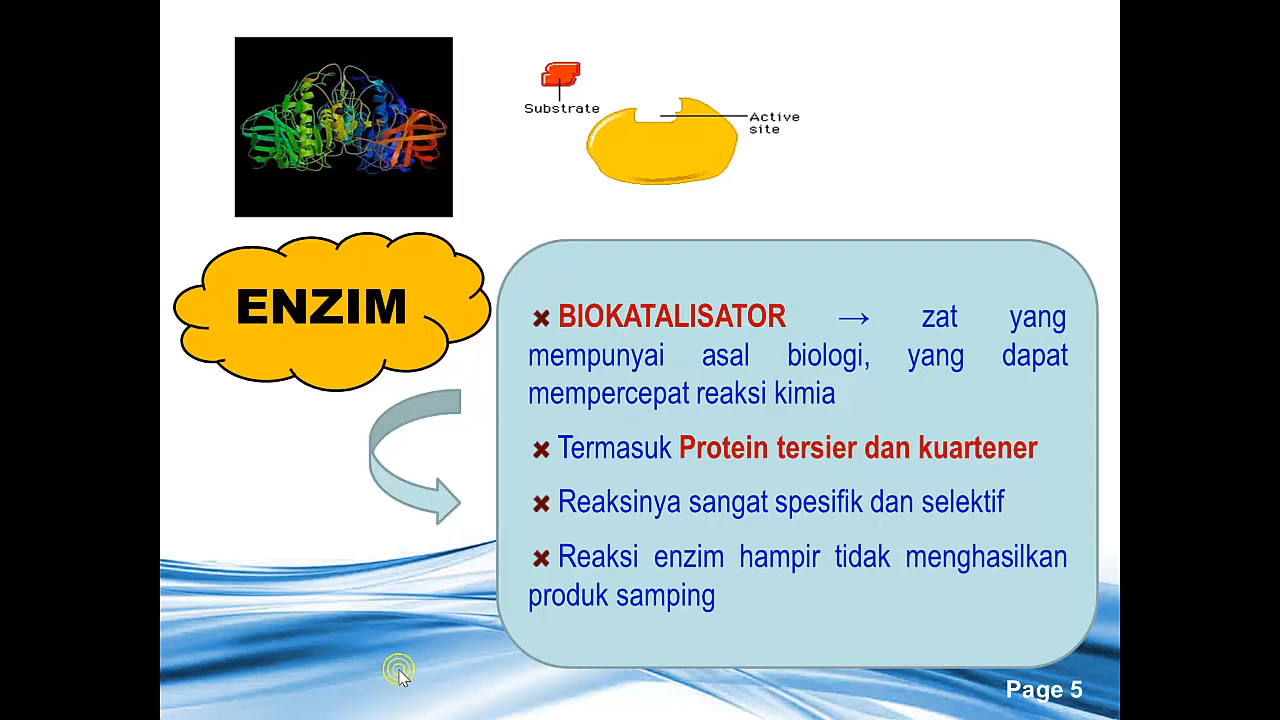 Substrate
Active
site
ENZIM
BIOKATALISATOR → zat yang
mempunyai asal biologi, yang dapat
mempercepat reaksi kimia
Termasuk Protein tersier dan kuartener
Reaksinya sangat spesifik dan selektif
Reaksi enzim hampir tidak menghasilkan
produk samping
Page 5